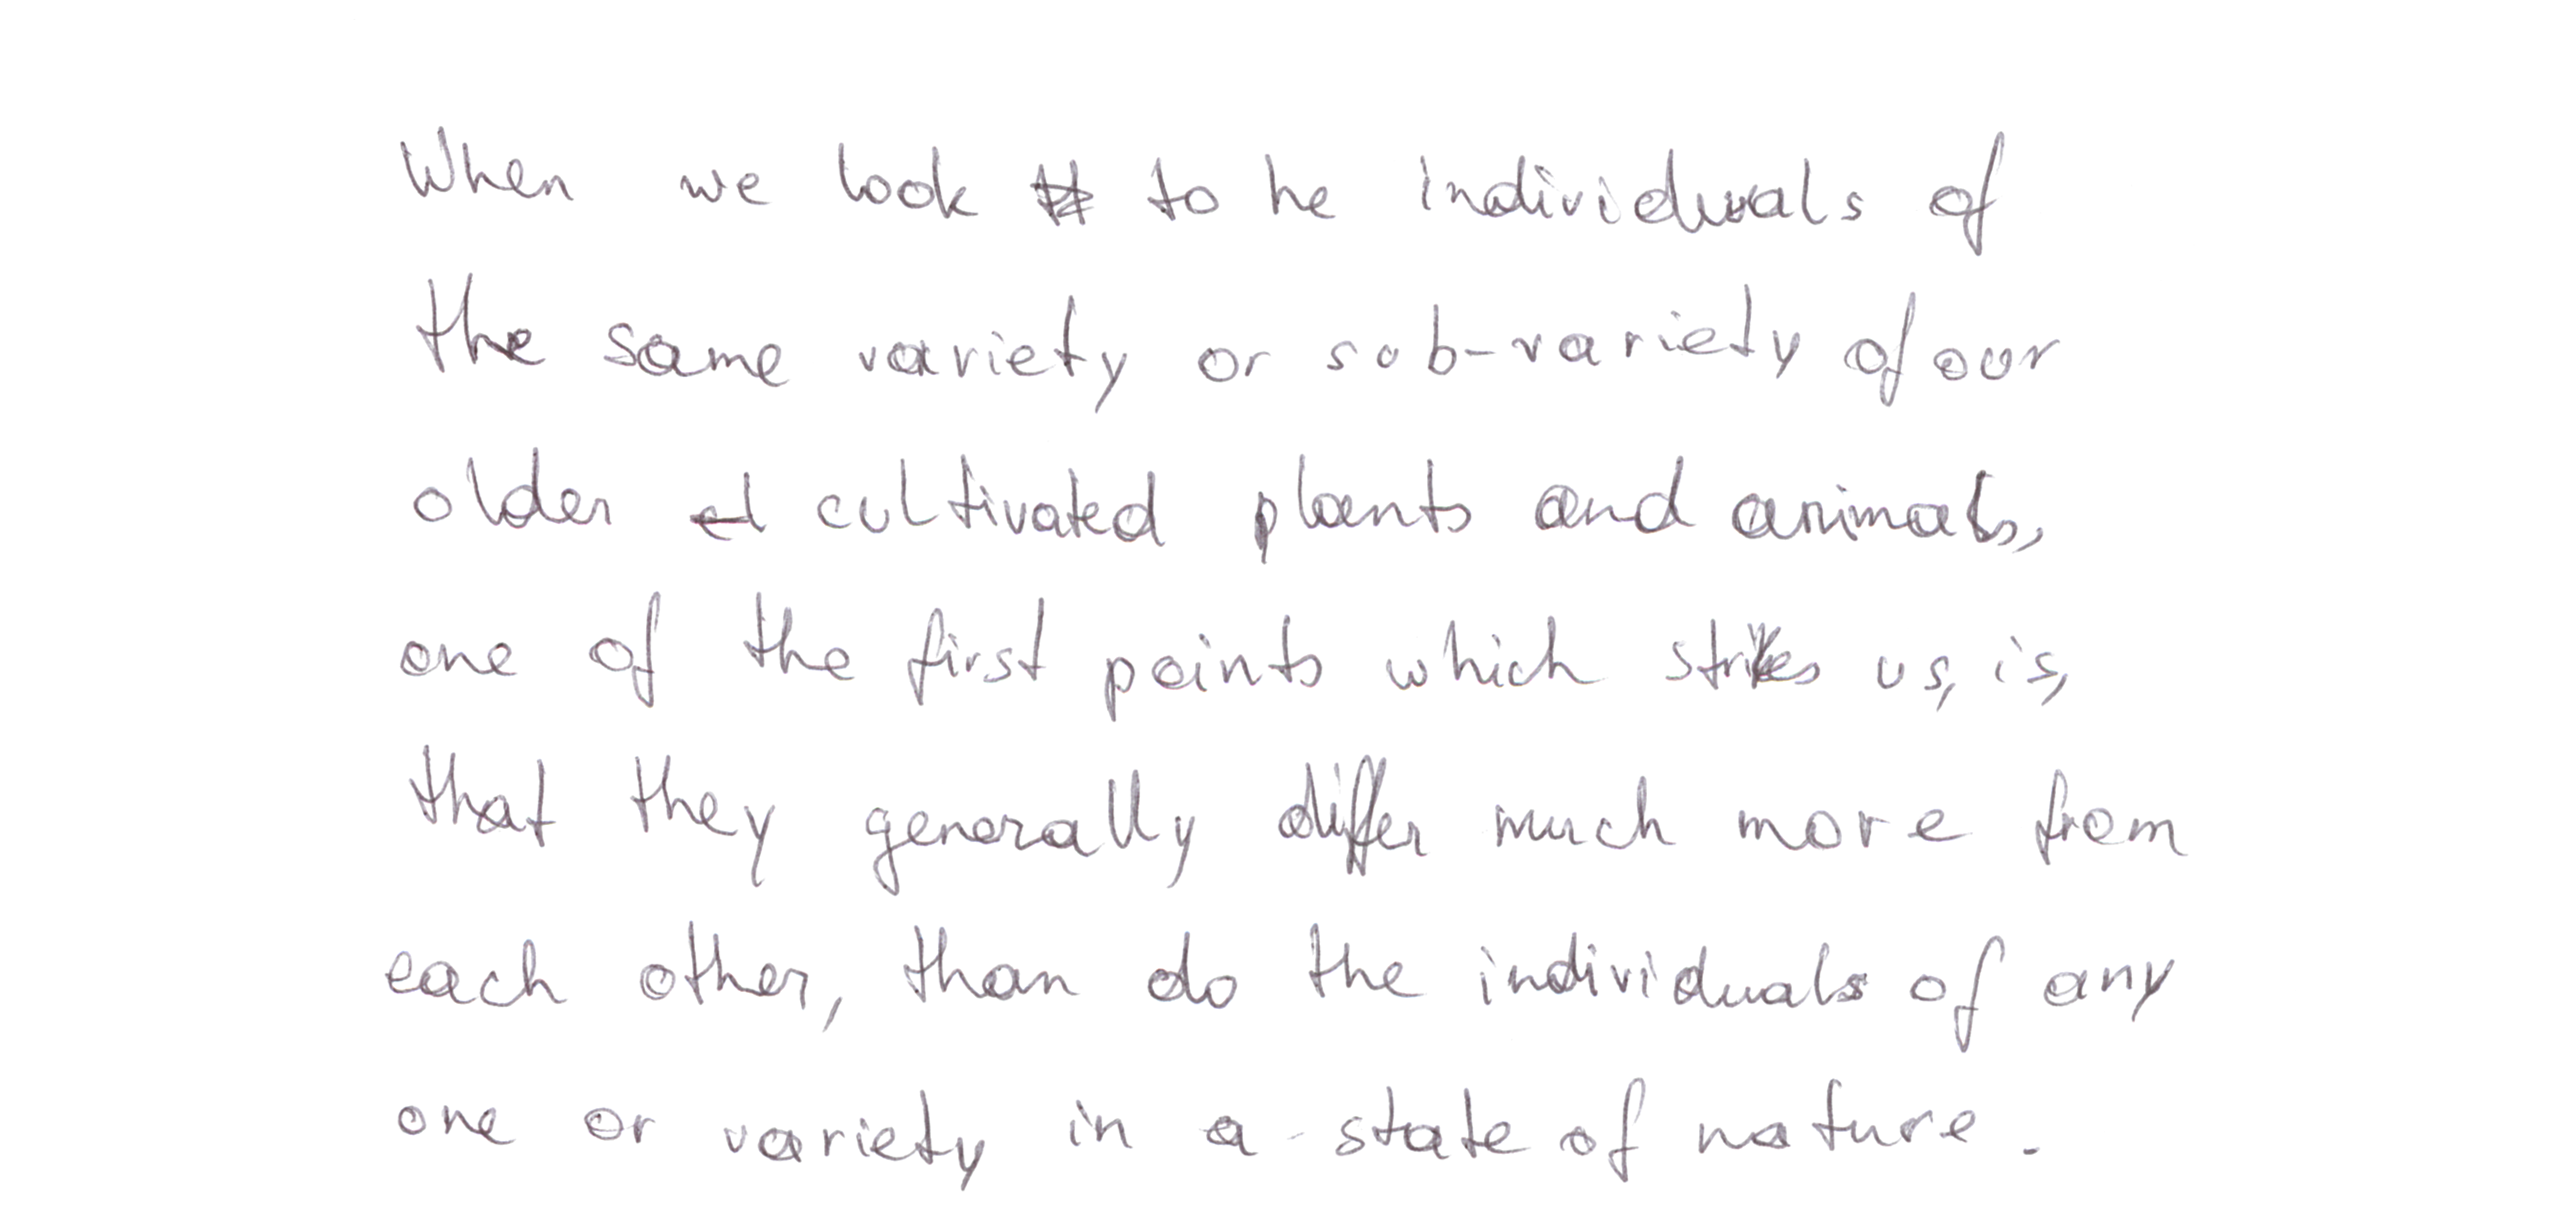 When we look to he individuals of
the same variety or sub-variety of our
older cultivated plants and animals,
one of the first points which strikes us, is,
that they generally differ much more from
each other, than do the individuals of any
one or variety in a state of nature.